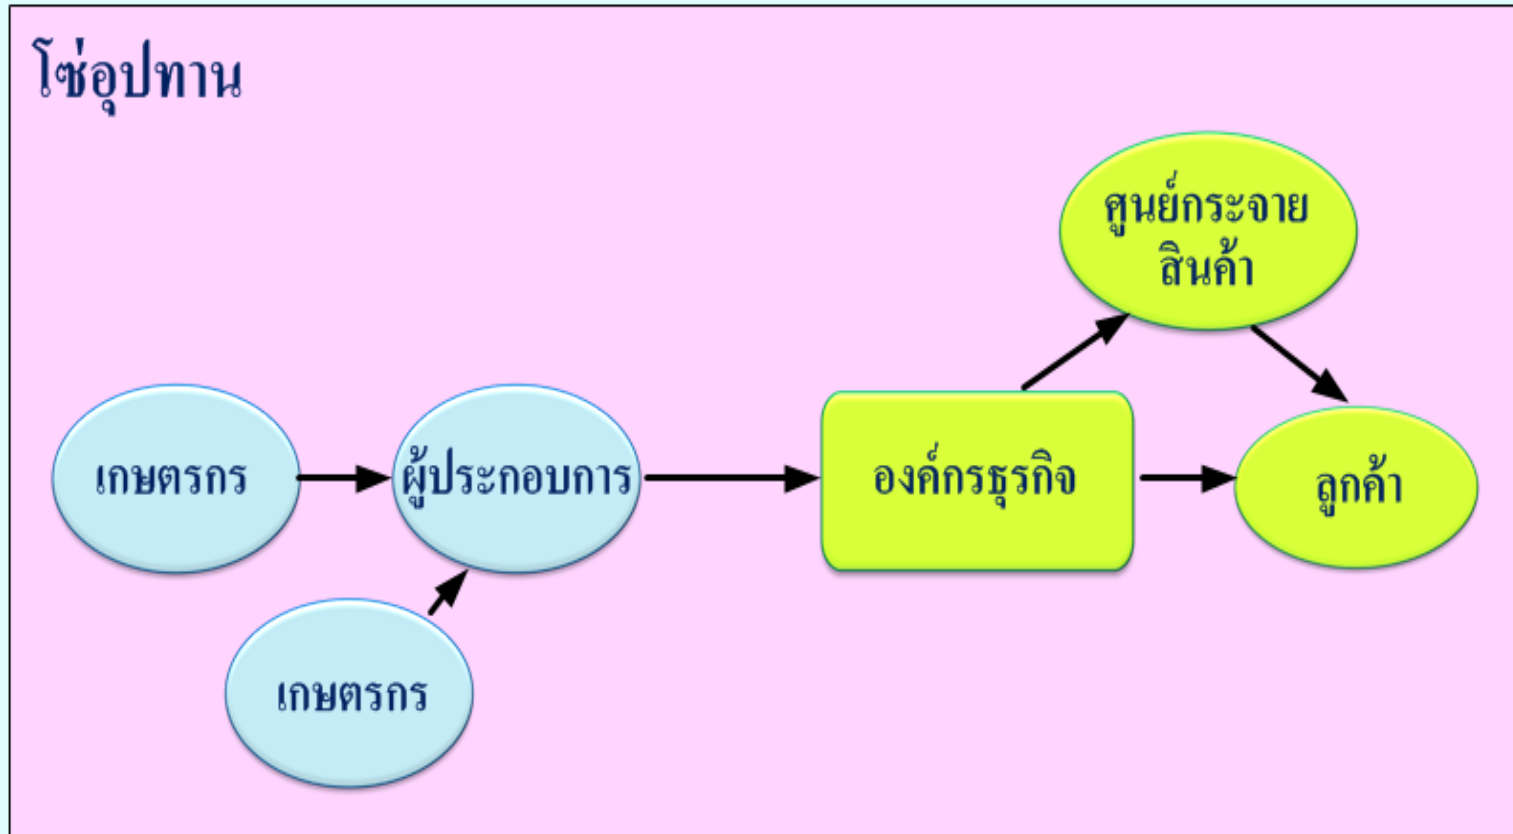 โซ่อุปทาน
ศูนย์กระจาย
สินค้า
เกษตรกร
ผู้ประกอบการ
องค์กรธุรกิจ
ลูกค้า
เกษตรกร